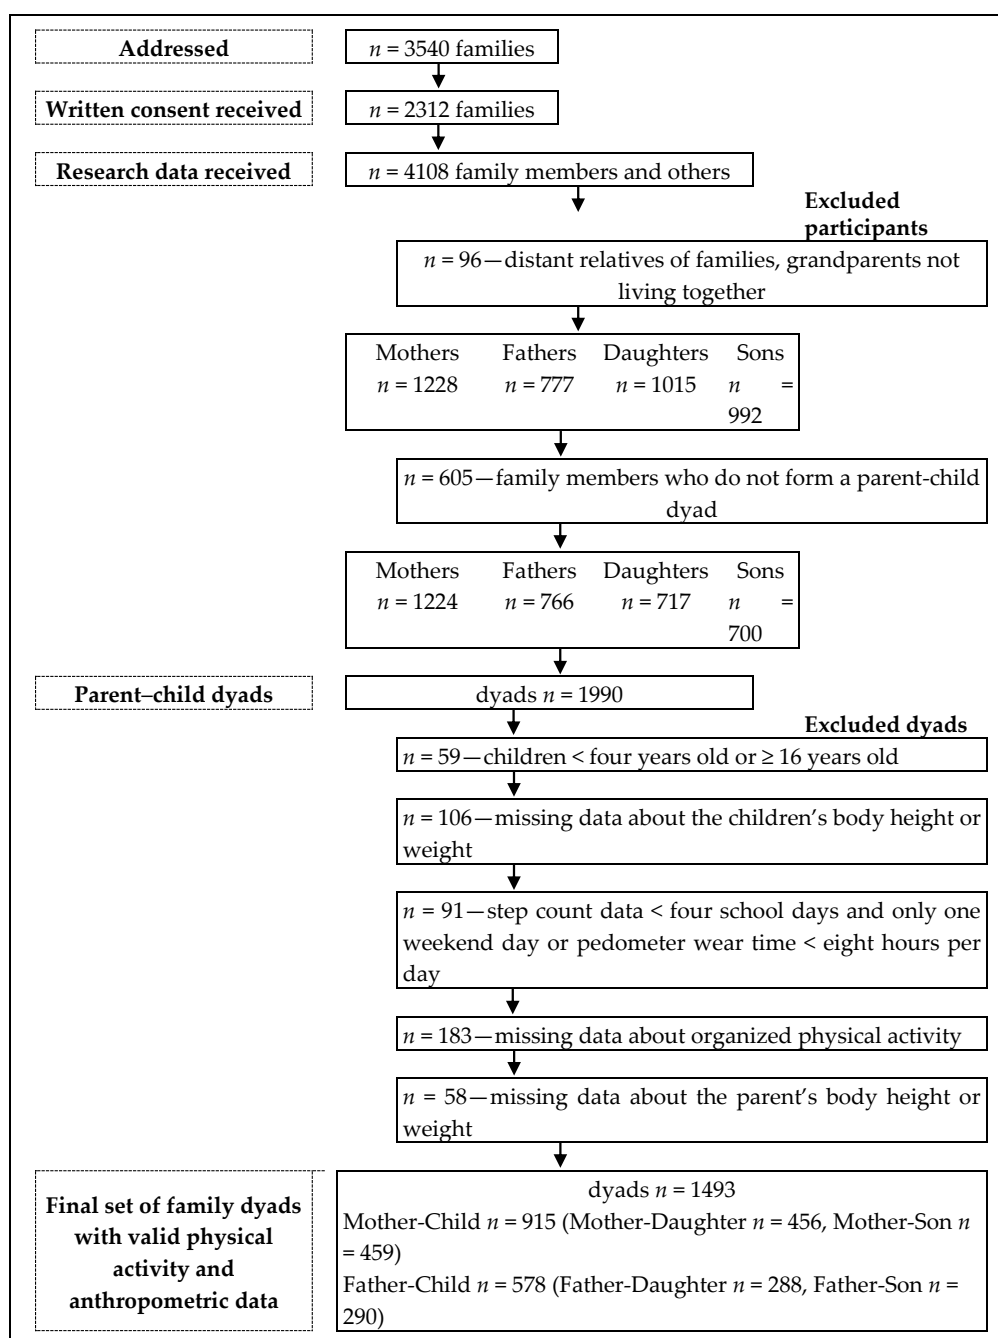 Addressed
n = 3540 families
Written consent received
n = 2312 families
Research data received
n = 4108 family members and others
Excluded
participants
n = 96—distant relatives of families, grandparents not
living together
Mothers Fathers Daughters Sons
n = 1228 n = 777 n = 1015 n =
992
n = 605—family members who do not form a parent-child
dyad
Mothers Fathers Daughters Sons
n = 1224 n = 766 n = 717 n =
700
Parent–child dyads
dyads n = 1990
Excluded dyads
n = 59—children < four years old or ≥ 16 years old
n = 106—missing data about the children’s body height or
weight
n = 91—step count data < four school days and only one
weekend day or pedometer wear time < eight hours per
day
n = 183—missing data about organized physical activity
n = 58—missing data about the parent’s body height or
weight
Final set of family dyads
with valid physical
activity and
anthropometric data
dyads n = 1493
Mother-Child n = 915 (Mother-Daughter n = 456, Mother-Son n
= 459)
Father-Child n = 578 (Father-Daughter n = 288, Father-Son n =
290)